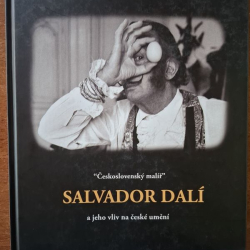 "Československý malíř"
SALVADOR DALÍ
a jeho vliv na české umění